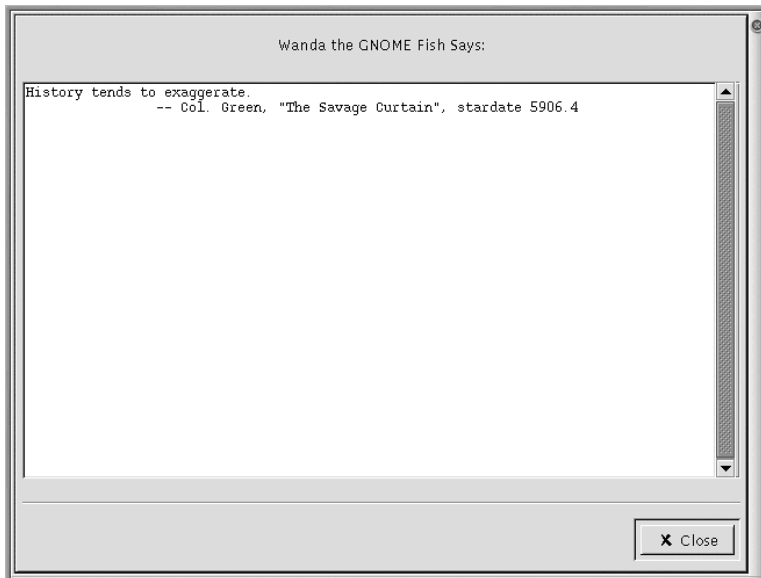 Wanda the GNOME Fish Says:
History tends to exaggerate.
-- Col. Green, "The Savage Curtain", stardate 5906.4
Close